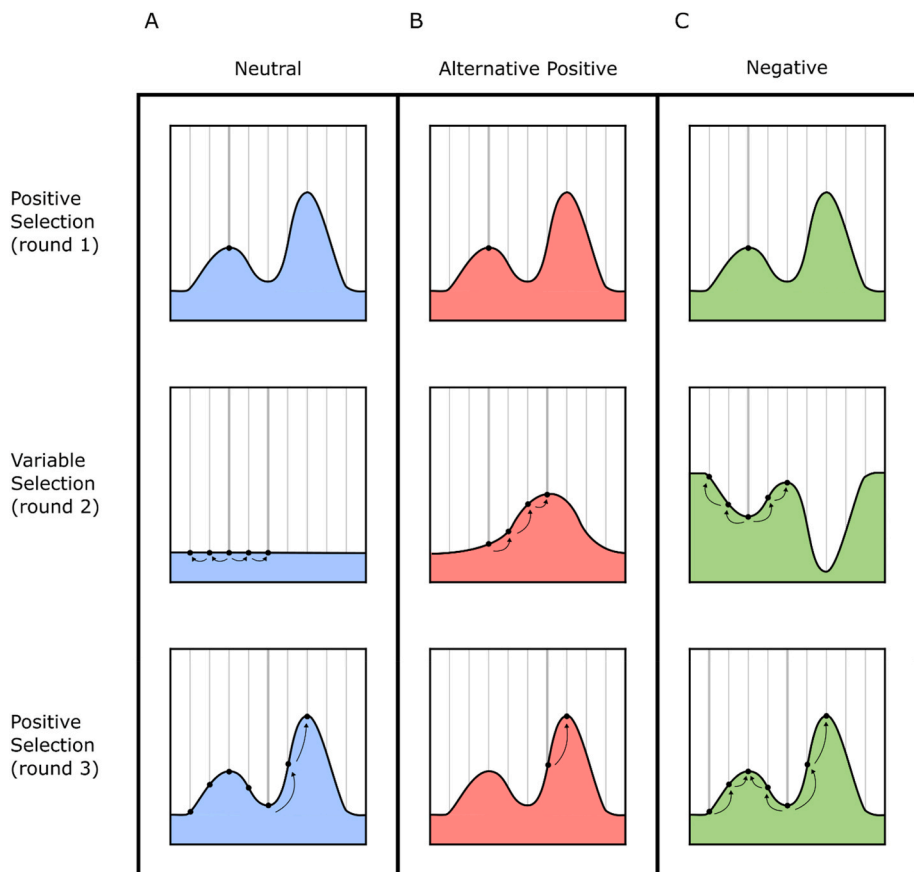 A
B
C
Neutral
Alternative Positive
Negative
Positive
Selection
(round 1)
Variable
Selection
(round 2)
Positive
Selection
(round 3)